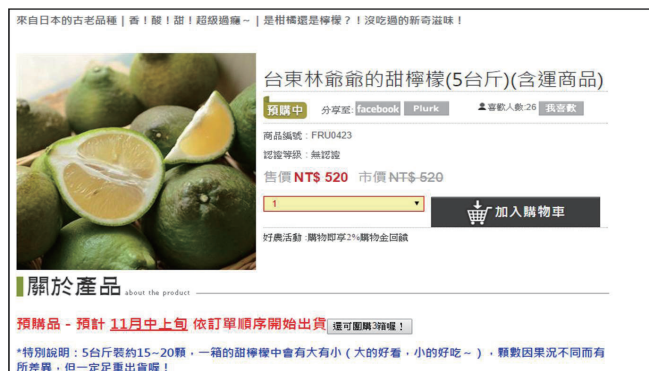 來自日本的古老品種 | 香！酸！甜！超級過癮~ | 是柑橘還是檸檬？！沒吃過的新奇滋味！
台東林爺爺的甜檸檬(5台斤)(含運商品)
預購中 分享至: facebook Plurk 喜歡人數:26 我喜歡
商品編號：FRU0423
認證等級：無認證
售價 NT$ 520 市價 NT$ 520
1 加入購物車
好農活動 :購物即享2%購物金回饋
關於產品 about the product
預購品 - 預計 11月中上旬 依訂單順序開始出貨 還可團購3箱喔！
*特別說明：5台斤裝約15~20顆，一箱的甜檸檬中會有大有小（大的好看，小的好吃~），顆數因果況不同而有
所差異，但一定足重出貨喔！